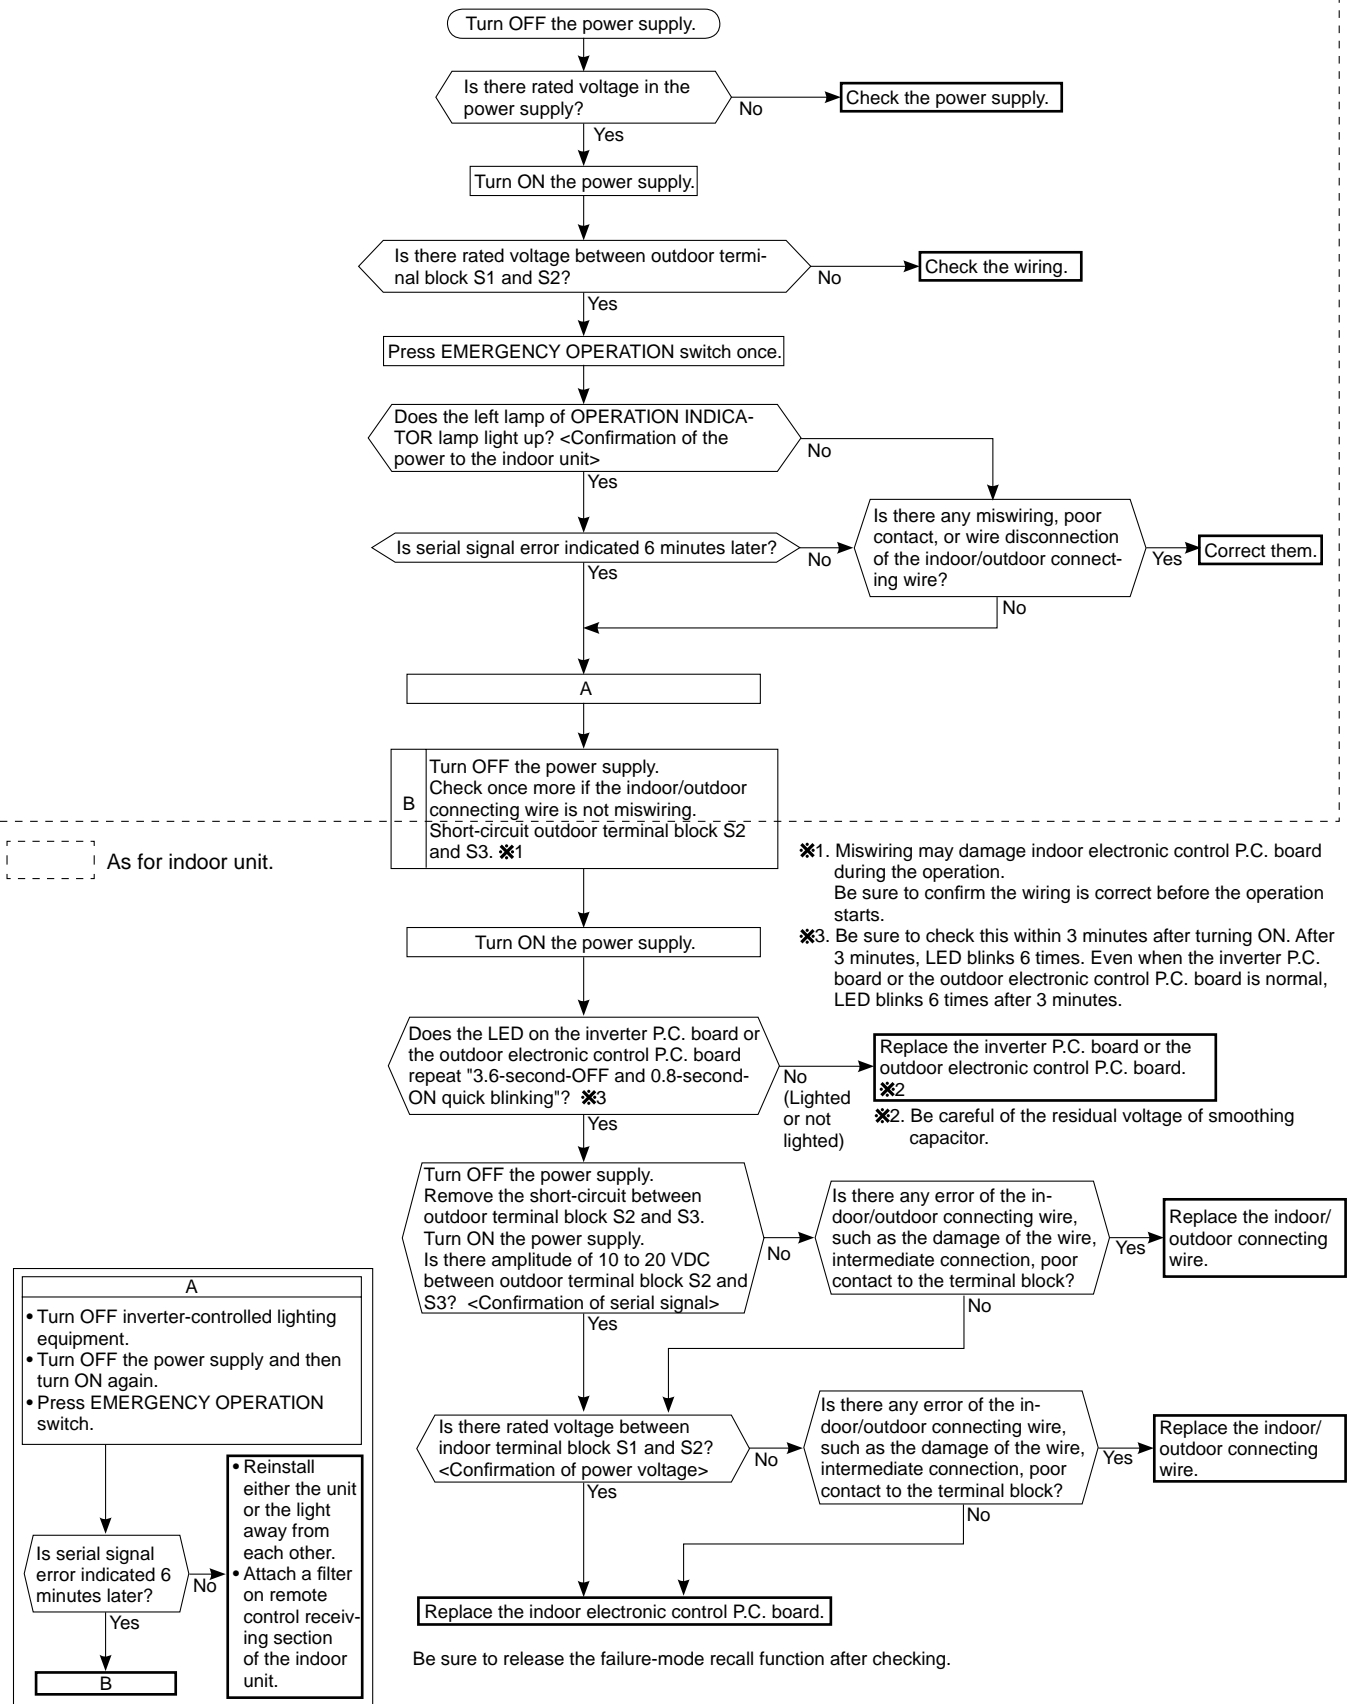 Turn OFF the power supply.
Is there rated voltage in the
power supply?
No
Check the power supply.
Yes
Turn ON the power supply.
Is there rated voltage between outdoor termi-
nal block S1 and S2?
No
Check the wiring.
Yes
Press EMERGENCY OPERATION switch once.
Does the left lamp of OPERATION INDICA-
TOR lamp light up? <Confirmation of the
power to the indoor unit>
No
Yes
Is serial signal error indicated 6 minutes later?
No
Yes
Is there any miswiring, poor
contact, or wire disconnection
of the indoor/outdoor connect-
ing wire?
Yes
Correct them.
No
A
B
Turn OFF the power supply.
Check once more if the indoor/outdoor
connecting wire is not miswiring.
Short-circuit outdoor terminal block S2
and S3. ※1
As for indoor unit.
※1. Miswiring may damage indoor electronic control P.C. board
during the operation.
Be sure to confirm the wiring is correct before the operation
starts.
※3. Be sure to check this within 3 minutes after turning ON. After
3 minutes, LED blinks 6 times. Even when the inverter P.C.
board or the outdoor electronic control P.C. board is normal,
LED blinks 6 times after 3 minutes.
Turn ON the power supply.
Does the LED on the inverter P.C. board or
the outdoor electronic control P.C. board
repeat "3.6-second-OFF and 0.8-second-
ON quick blinking"? ※3
No
(Lighted
or not
lighted)
Replace the inverter P.C. board or the
outdoor electronic control P.C. board.
※2
※2. Be careful of the residual voltage of smoothing
capacitor.
Yes
Turn OFF the power supply.
Remove the short-circuit between
outdoor terminal block S2 and S3.
Turn ON the power supply.
Is there amplitude of 10 to 20 VDC
between outdoor terminal block S2 and
S3? <Confirmation of serial signal>
No
Is there any error of the in-
door/outdoor connecting wire,
such as the damage of the wire,
intermediate connection, poor
contact to the terminal block?
Yes
Replace the indoor/
outdoor connecting
wire.
No
Yes
Is there rated voltage between
indoor terminal block S1 and S2?
<Confirmation of power voltage>
No
Is there any error of the in-
door/outdoor connecting wire,
such as the damage of the wire,
intermediate connection, poor
contact to the terminal block?
Yes
Replace the indoor/
outdoor connecting
wire.
No
Yes
Replace the indoor electronic control P.C. board.
Be sure to release the failure-mode recall function after checking.
A
• Turn OFF inverter-controlled lighting
equipment.
• Turn OFF the power supply and then
turn ON again.
• Press EMERGENCY OPERATION
switch.
Is serial signal
error indicated 6
minutes later?
No
• Reinstall
either the unit
or the light
away from
each other.
• Attach a filter
on remote
control receiv-
ing section
of the indoor
unit.
Yes
B